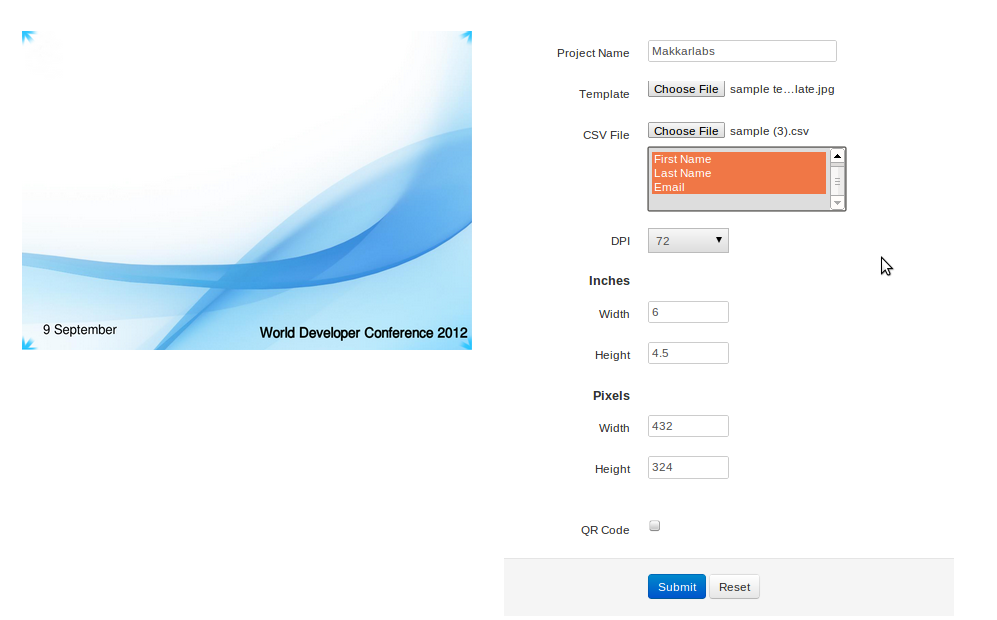 9 September
World Developer Conference 2012
Project Name Makkarlabs
Template Choose File sample te...late.jpg
CSV File Choose File sample (3).csv
First Name
Last Name
Email
DPI 72
Inches
Width 6
Height 4.5
Pixels
Width 432
Height 324
QR Code
Submit Reset